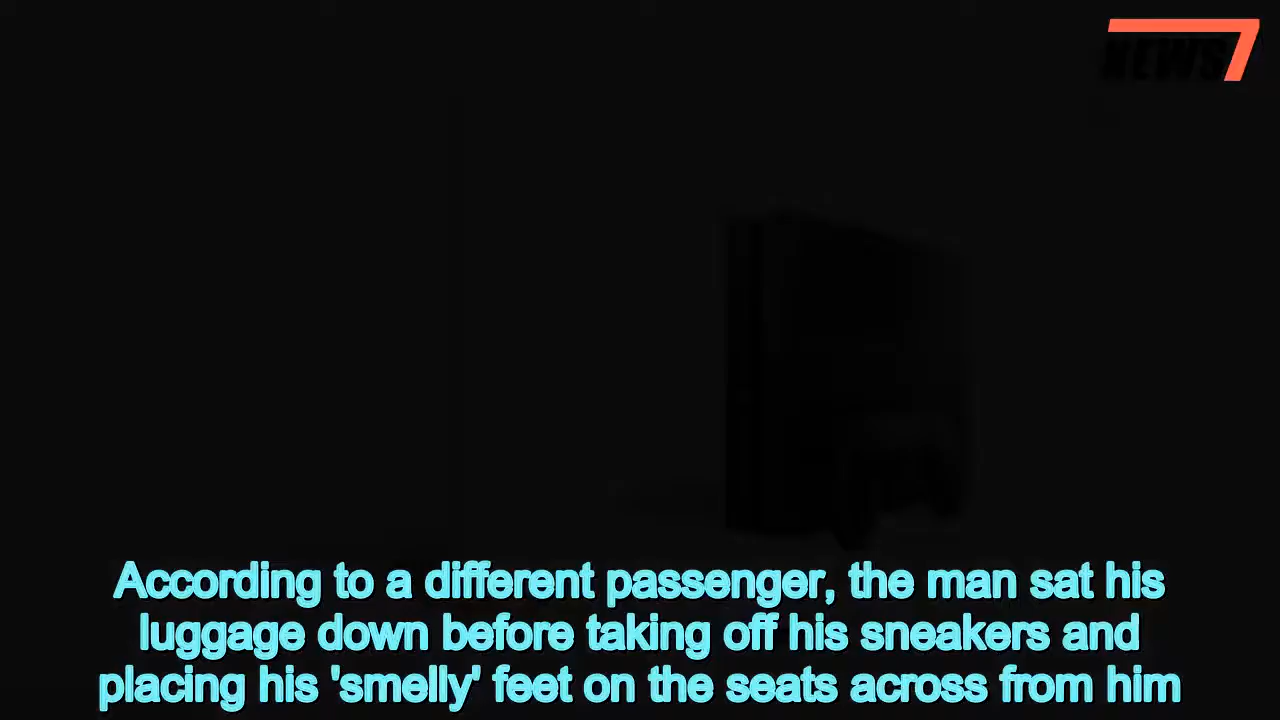 NEWS7
According to a different passenger, the man sat his
luggage down before taking off his sneakers and
placing his 'smelly' feet on the seats across from him